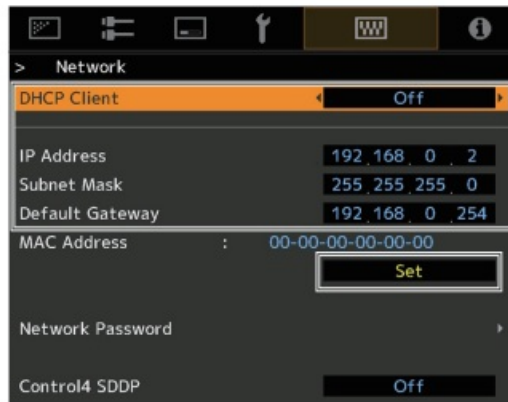 > Network
DHCP Client Off
IP Address 192.168. 0 . 2
Subnet Mask 255.255.255. 0
Default Gateway 192.168. 0 .254
MAC Address : 00-00-00-00-00-00
Set
Network Password
Control4 SDDP Off